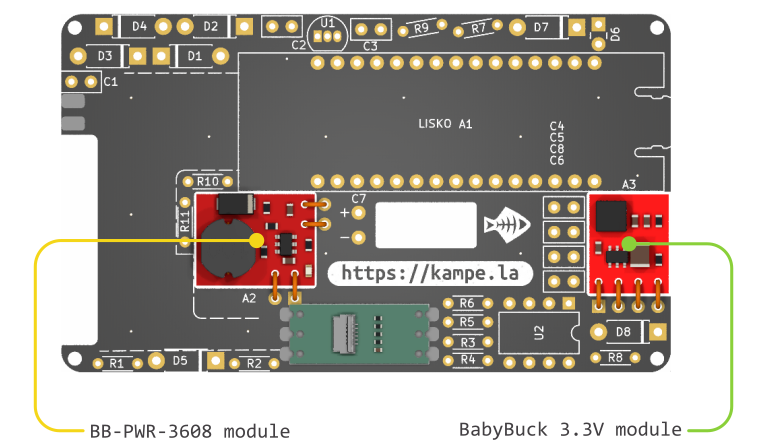 D4
D2
U1
C2
C3
R9
R7
D7
D6
D3
D1
C1
LISKO A1
C4
C5
C8
C6
R10
R11
C7
+
−
A3
https://kampe.la
A2
R6
R5
R3
R4
U2
D8
R8
R1
D5
R2
BB-PWR-3608 module
BabyBuck 3.3V module